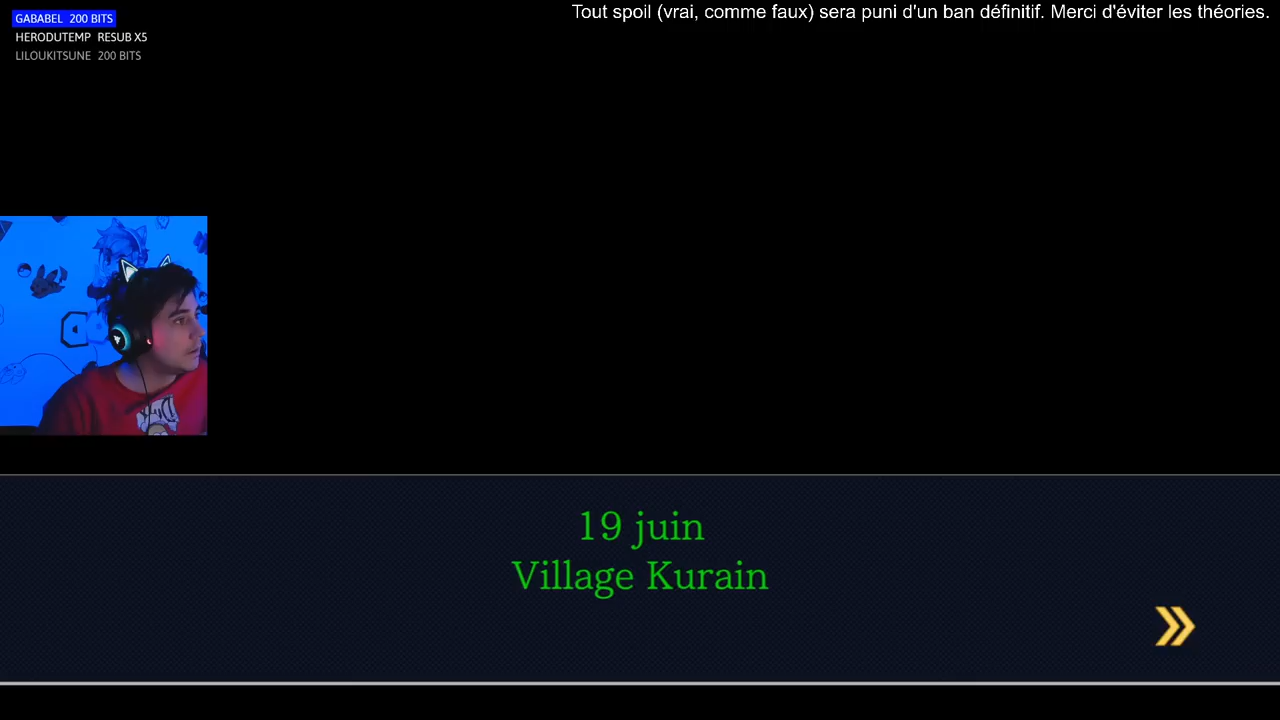 GABABEL 200 BITS
HERODUTEMP RESUB X5
LILOUKITSUNE 200 BITS
Tout spoil (vrai, comme faux) sera puni d'un ban définitif. Merci d'éviter les théories.
19 juin
Village Kurain